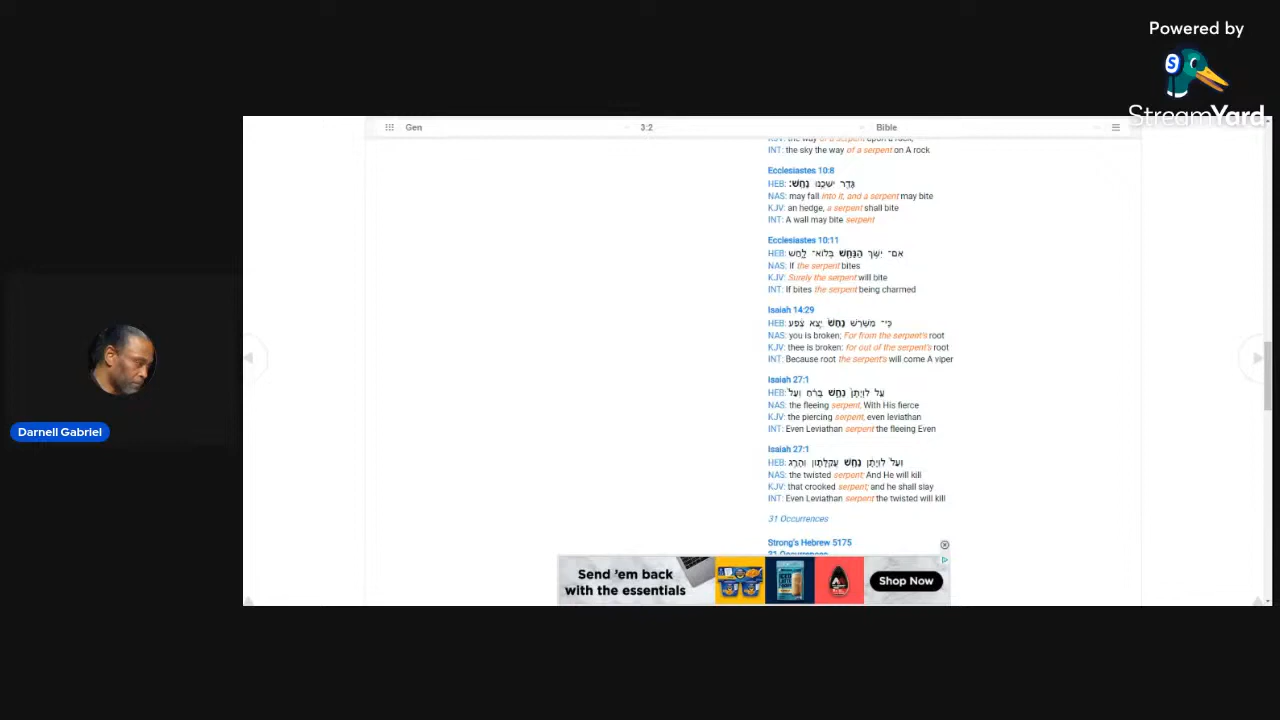 Powered by
S
StreamYard
Gen
3:2
Bible
INT: the sky the way of a serpent on A rock
Ecclesiastes 10:8
HEB: גָּדֵ֖ר יִשְּׁכֶ֥נּוּ נָחָֽשׁ׃
NAS: may fall into it, and a serpent may bite
KJV: an hedge, a serpent shall bite
INT: A wall may bite serpent
Ecclesiastes 10:11
HEB: אִם־ יִשֹּׁ֥ךְ הַנָּחָ֖שׁ בְּלוֹא־ לָ֑חַשׁ
NAS: If the serpent bites
KJV: Surely the serpent will bite
INT: If bites the serpent being charmed
Isaiah 14:29
HEB: כִּֽי־ מִשֹּׁ֤רֶשׁ נָחָשׁ֙ יֵ֣צֵא צֶ֔פַע
NAS: you is broken; For from the serpent's root
KJV: thee is broken: for out of the serpent's root
INT: Because root the serpent's will come A viper
Isaiah 27:1
HEB: עַ֤ל לִוְיָתָן֙ נָחָ֣שׁ בָּרִ֔חַ וְעַל֙
NAS: the fleeing serpent, With His fierce
KJV: the piercing serpent, even leviathan
INT: Even Leviathan serpent the fleeing Even
Isaiah 27:1
HEB: וְעַל֙ לִוְיָתָ֔ן נָחָ֖שׁ עֲקַלָּת֑וֹן וְהָרַ֥ג
NAS: the twisted serpent; And He will kill
KJV: that crooked serpent; and he shall slay
INT: Even Leviathan serpent the twisted will kill
31 Occurrences
Strong's Hebrew 5175
31 Occurrences
Send 'em back
with the essentials
Shop Now
Darnell Gabriel